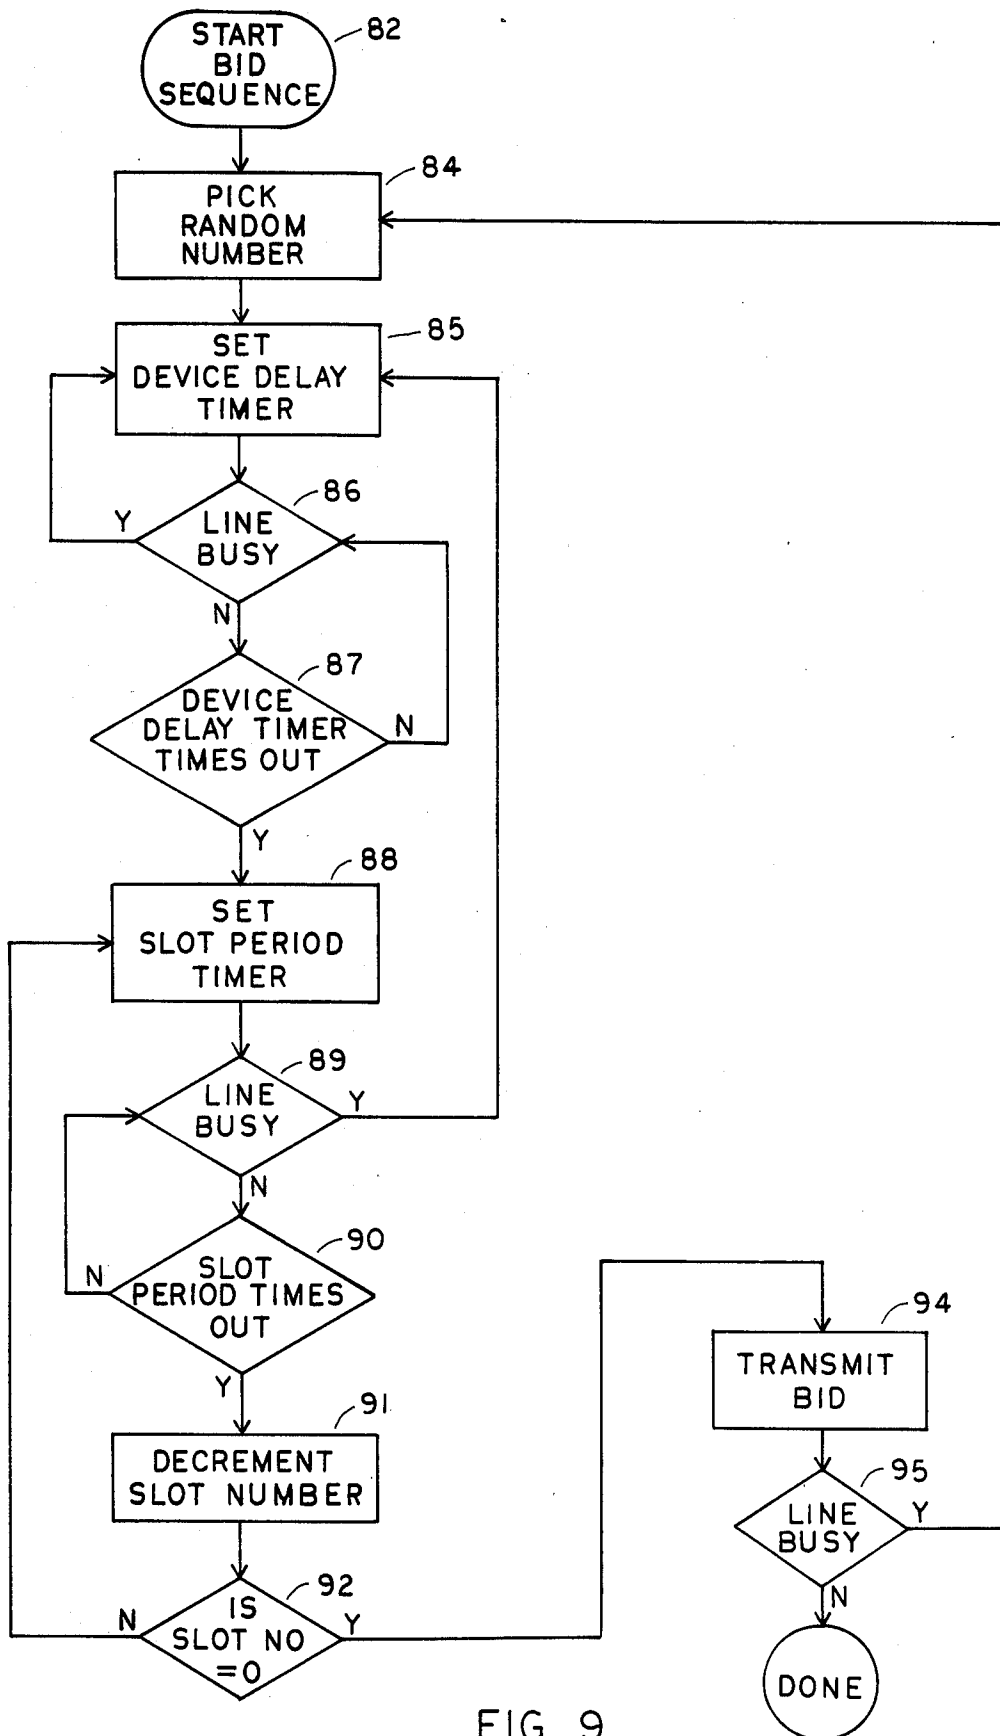 START
BID
SEQUENCE
82
PICK
RANDOM
NUMBER
84
SET
DEVICE DELAY
TIMER
85
LINE
BUSY
86
Y
N
DEVICE
DELAY TIMER
TIMES OUT
87
N
Y
SET
SLOT PERIOD
TIMER
88
LINE
BUSY
89
Y
N
SLOT
PERIOD TIMES
OUT
90
N
Y
DECREMENT
SLOT NUMBER
91
IS
SLOT NO
=0
92
N
Y
TRANSMIT
BID
94
LINE
BUSY
95
Y
N
DONE
FIG 9